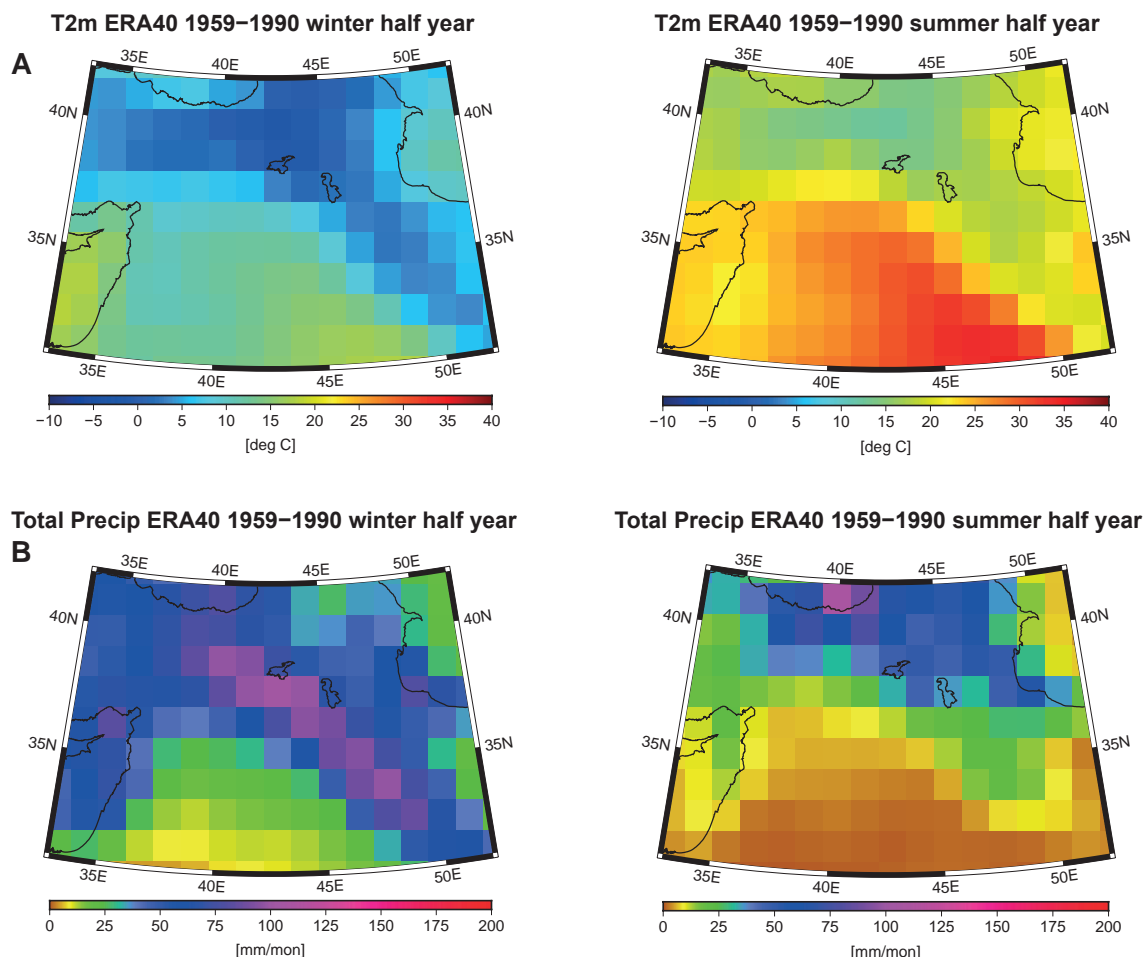 T2m ERA40 1959−1990 winter half year
T2m ERA40 1959−1990 summer half year
A
35E 40E 45E 50E
35E 40E 45E 50E
40N 40N
40N 40N
35N 35N
35N 35N
35E 40E 45E 50E
35E 40E 45E 50E
−10 −5 0 5 10 15 20 25 30 35 40
−10 −5 0 5 10 15 20 25 30 35 40
[deg C]
[deg C]
Total Precip ERA40 1959−1990 winter half year
Total Precip ERA40 1959−1990 summer half year
B
35E 40E 45E 50E
35E 40E 45E 50E
40N 40N
40N 40N
35N 35N
35N 35N
35E 40E 45E 50E
35E 40E 45E 50E
0 25 50 75 100 125 150 175 200
0 25 50 75 100 125 150 175 200
[mm/mon]
[mm/mon]